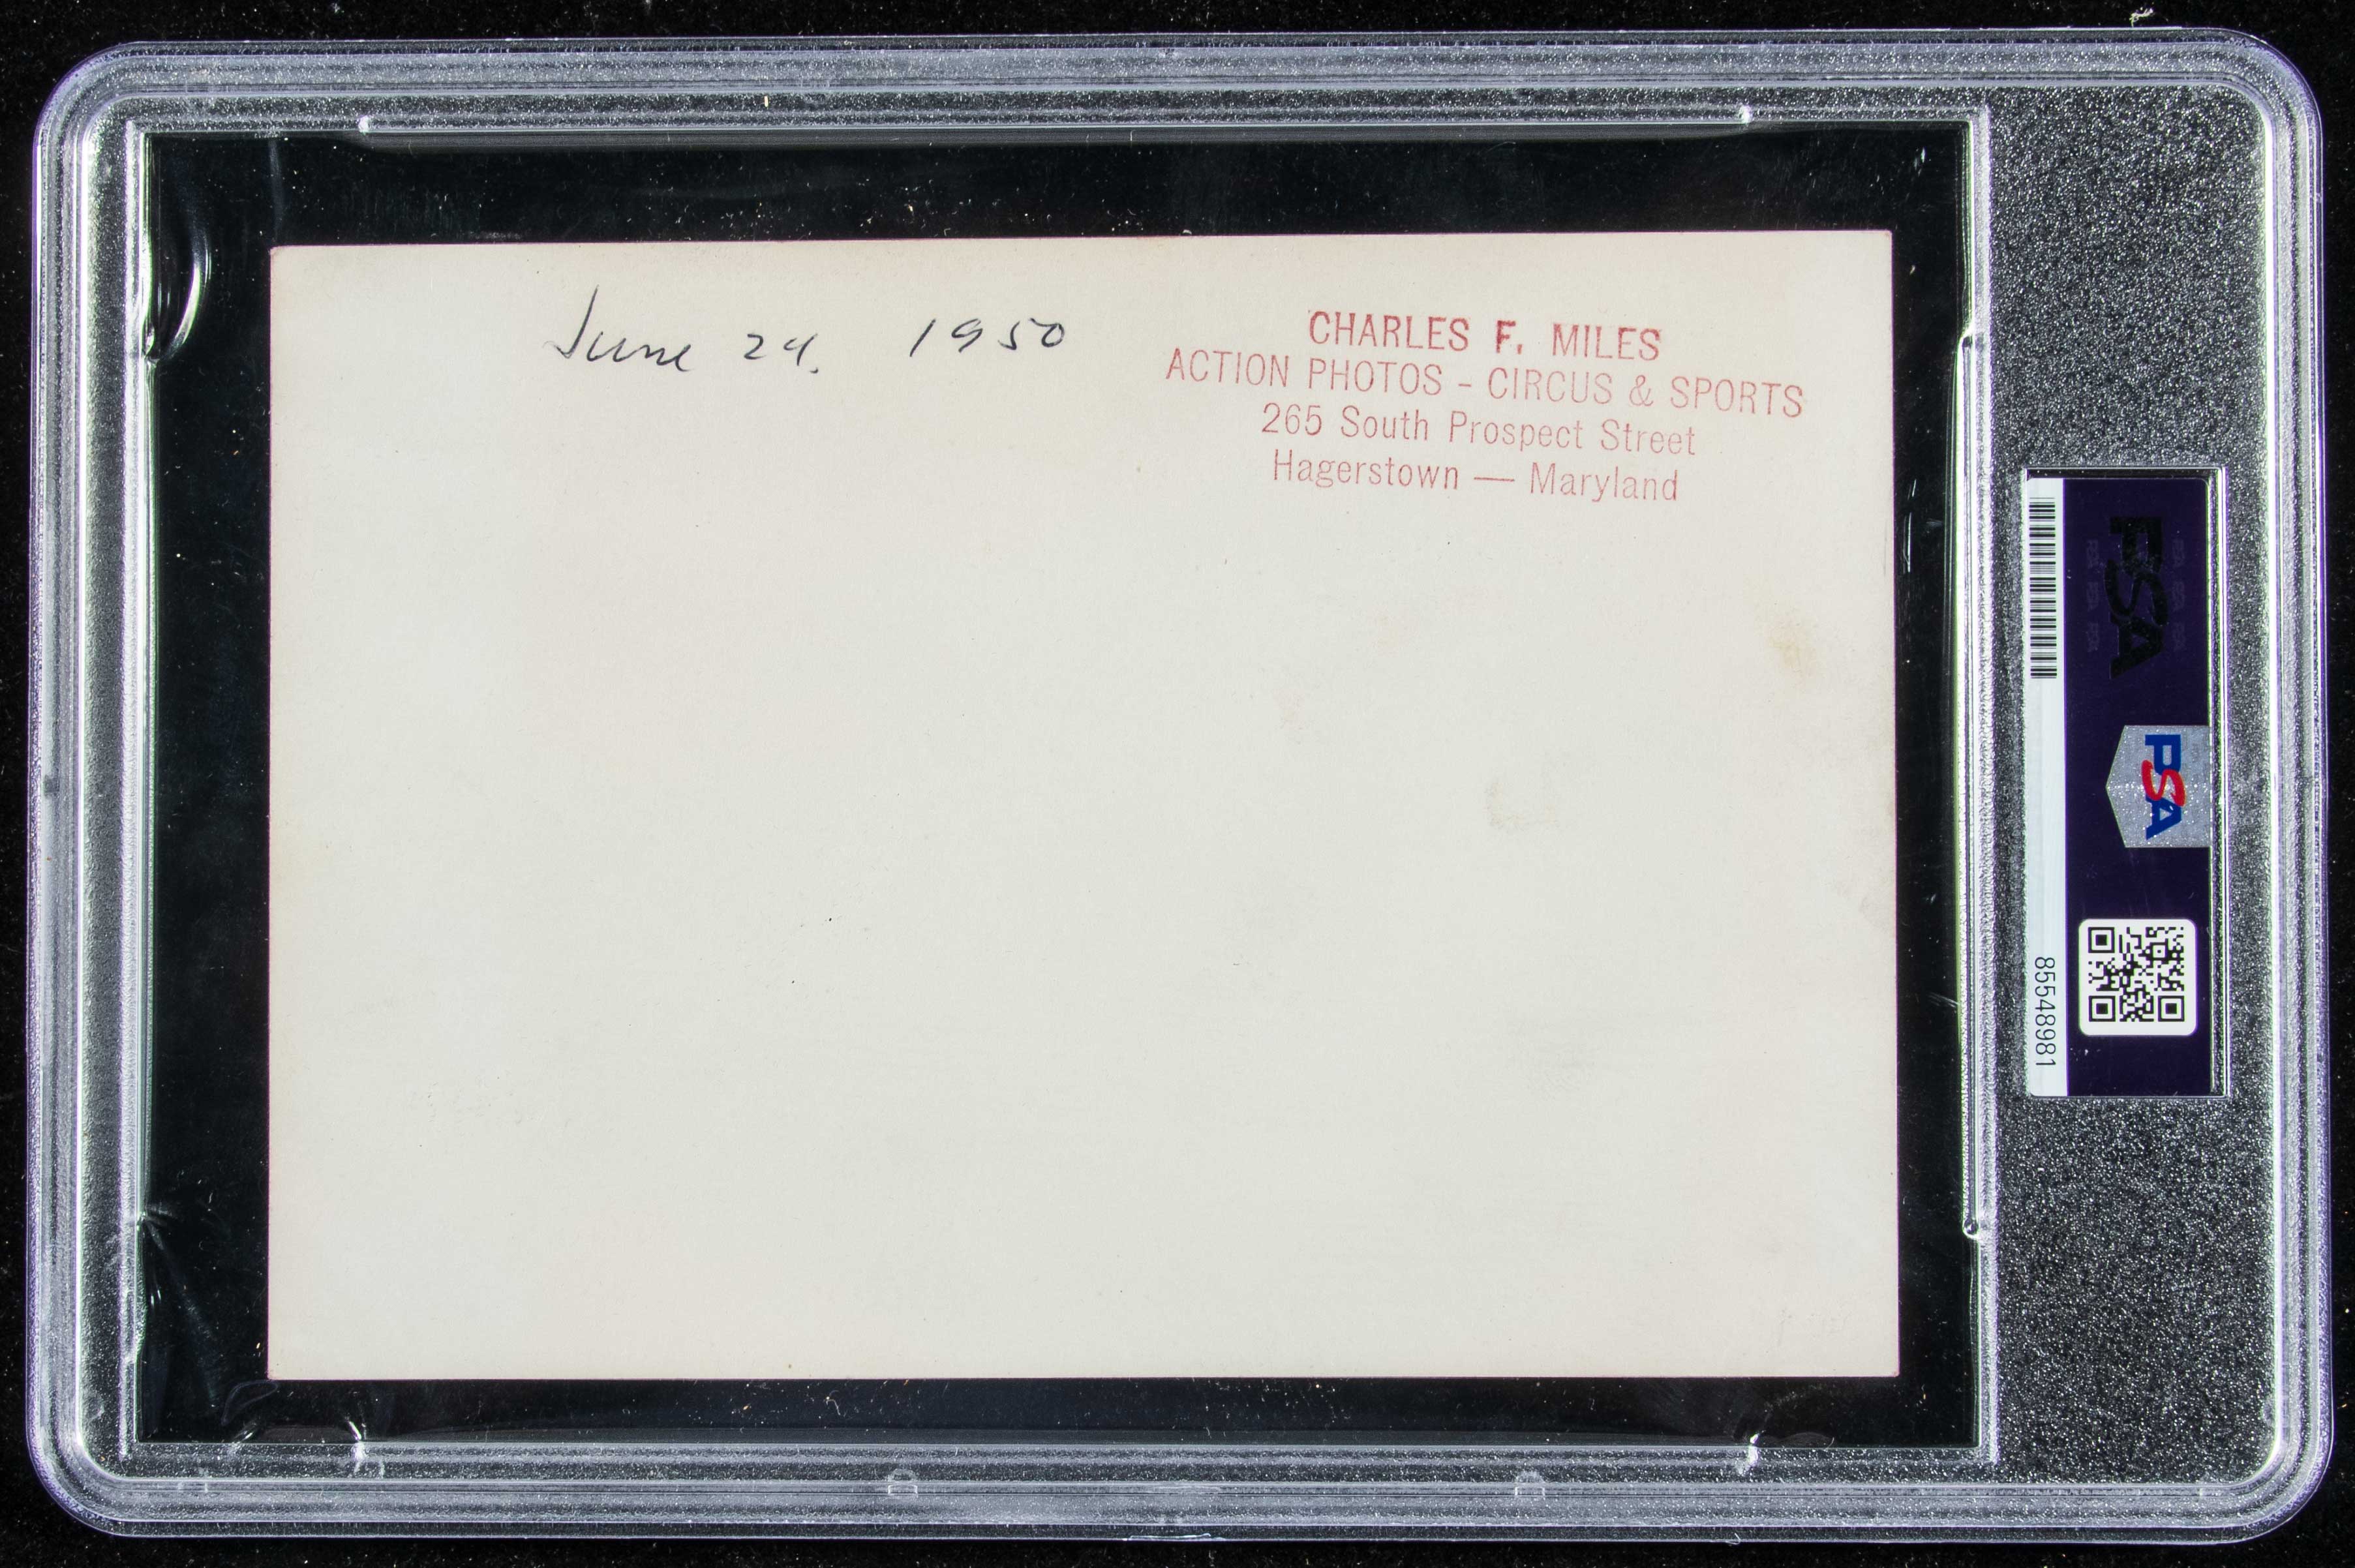 June 24. 1950
CHARLES F. MILES
ACTION PHOTOS - CIRCUS & SPORTS
265 South Prospect Street
Hagerstown — Maryland
PSA
PSA
85548981